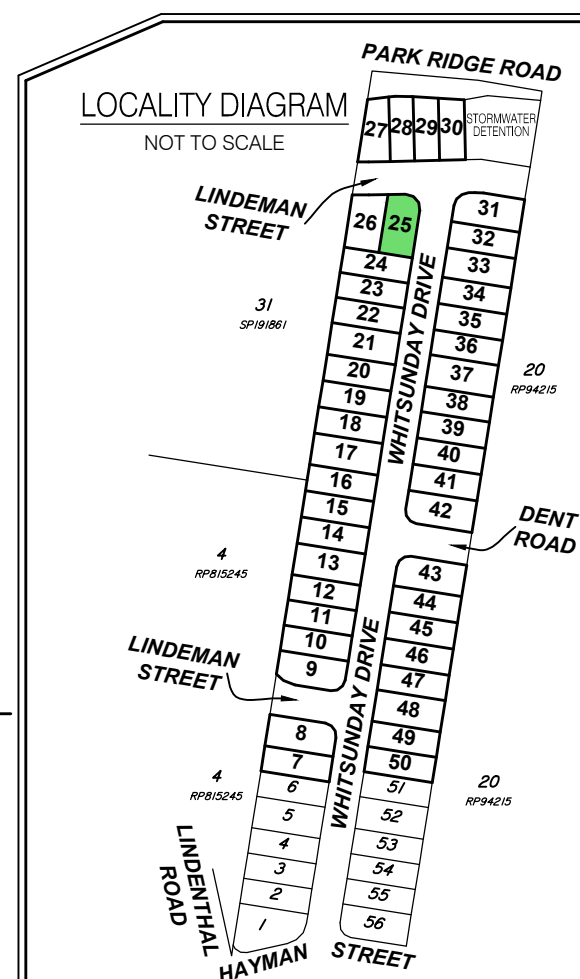 PARK RIDGE ROAD
LOCALITY DIAGRAM
NOT TO SCALE
27 28 29 30
STORMWATER
DETENTION
LINDEMAN
STREET
26 25
31
32
24
33
23
34
22
35
21
36
20
37
19
38
18
39
17
40
16
41
15
42
14
13
43
12
44
11
45
10
46
9
47
48
8
49
7
50
6
51
5
52
4
53
3
54
2
55
1
56
WHITSUNDAY DRIVE
31
SP191861
20
RP94215
DENT
ROAD
4
RP815245
LINDEMAN
STREET
WHITSUNDAY DRIVE
4
RP815245
20
RP94215
LINDENTHAL
ROAD
HAYMAN STREET